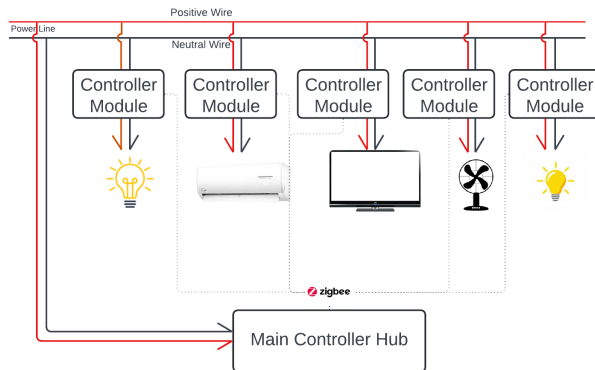 Positive Wire
Power Line
Neutral Wire
Controller
Module
Controller
Module
Controller
Module
Controller
Module
Controller
Module
zigbee
Main Controller Hub